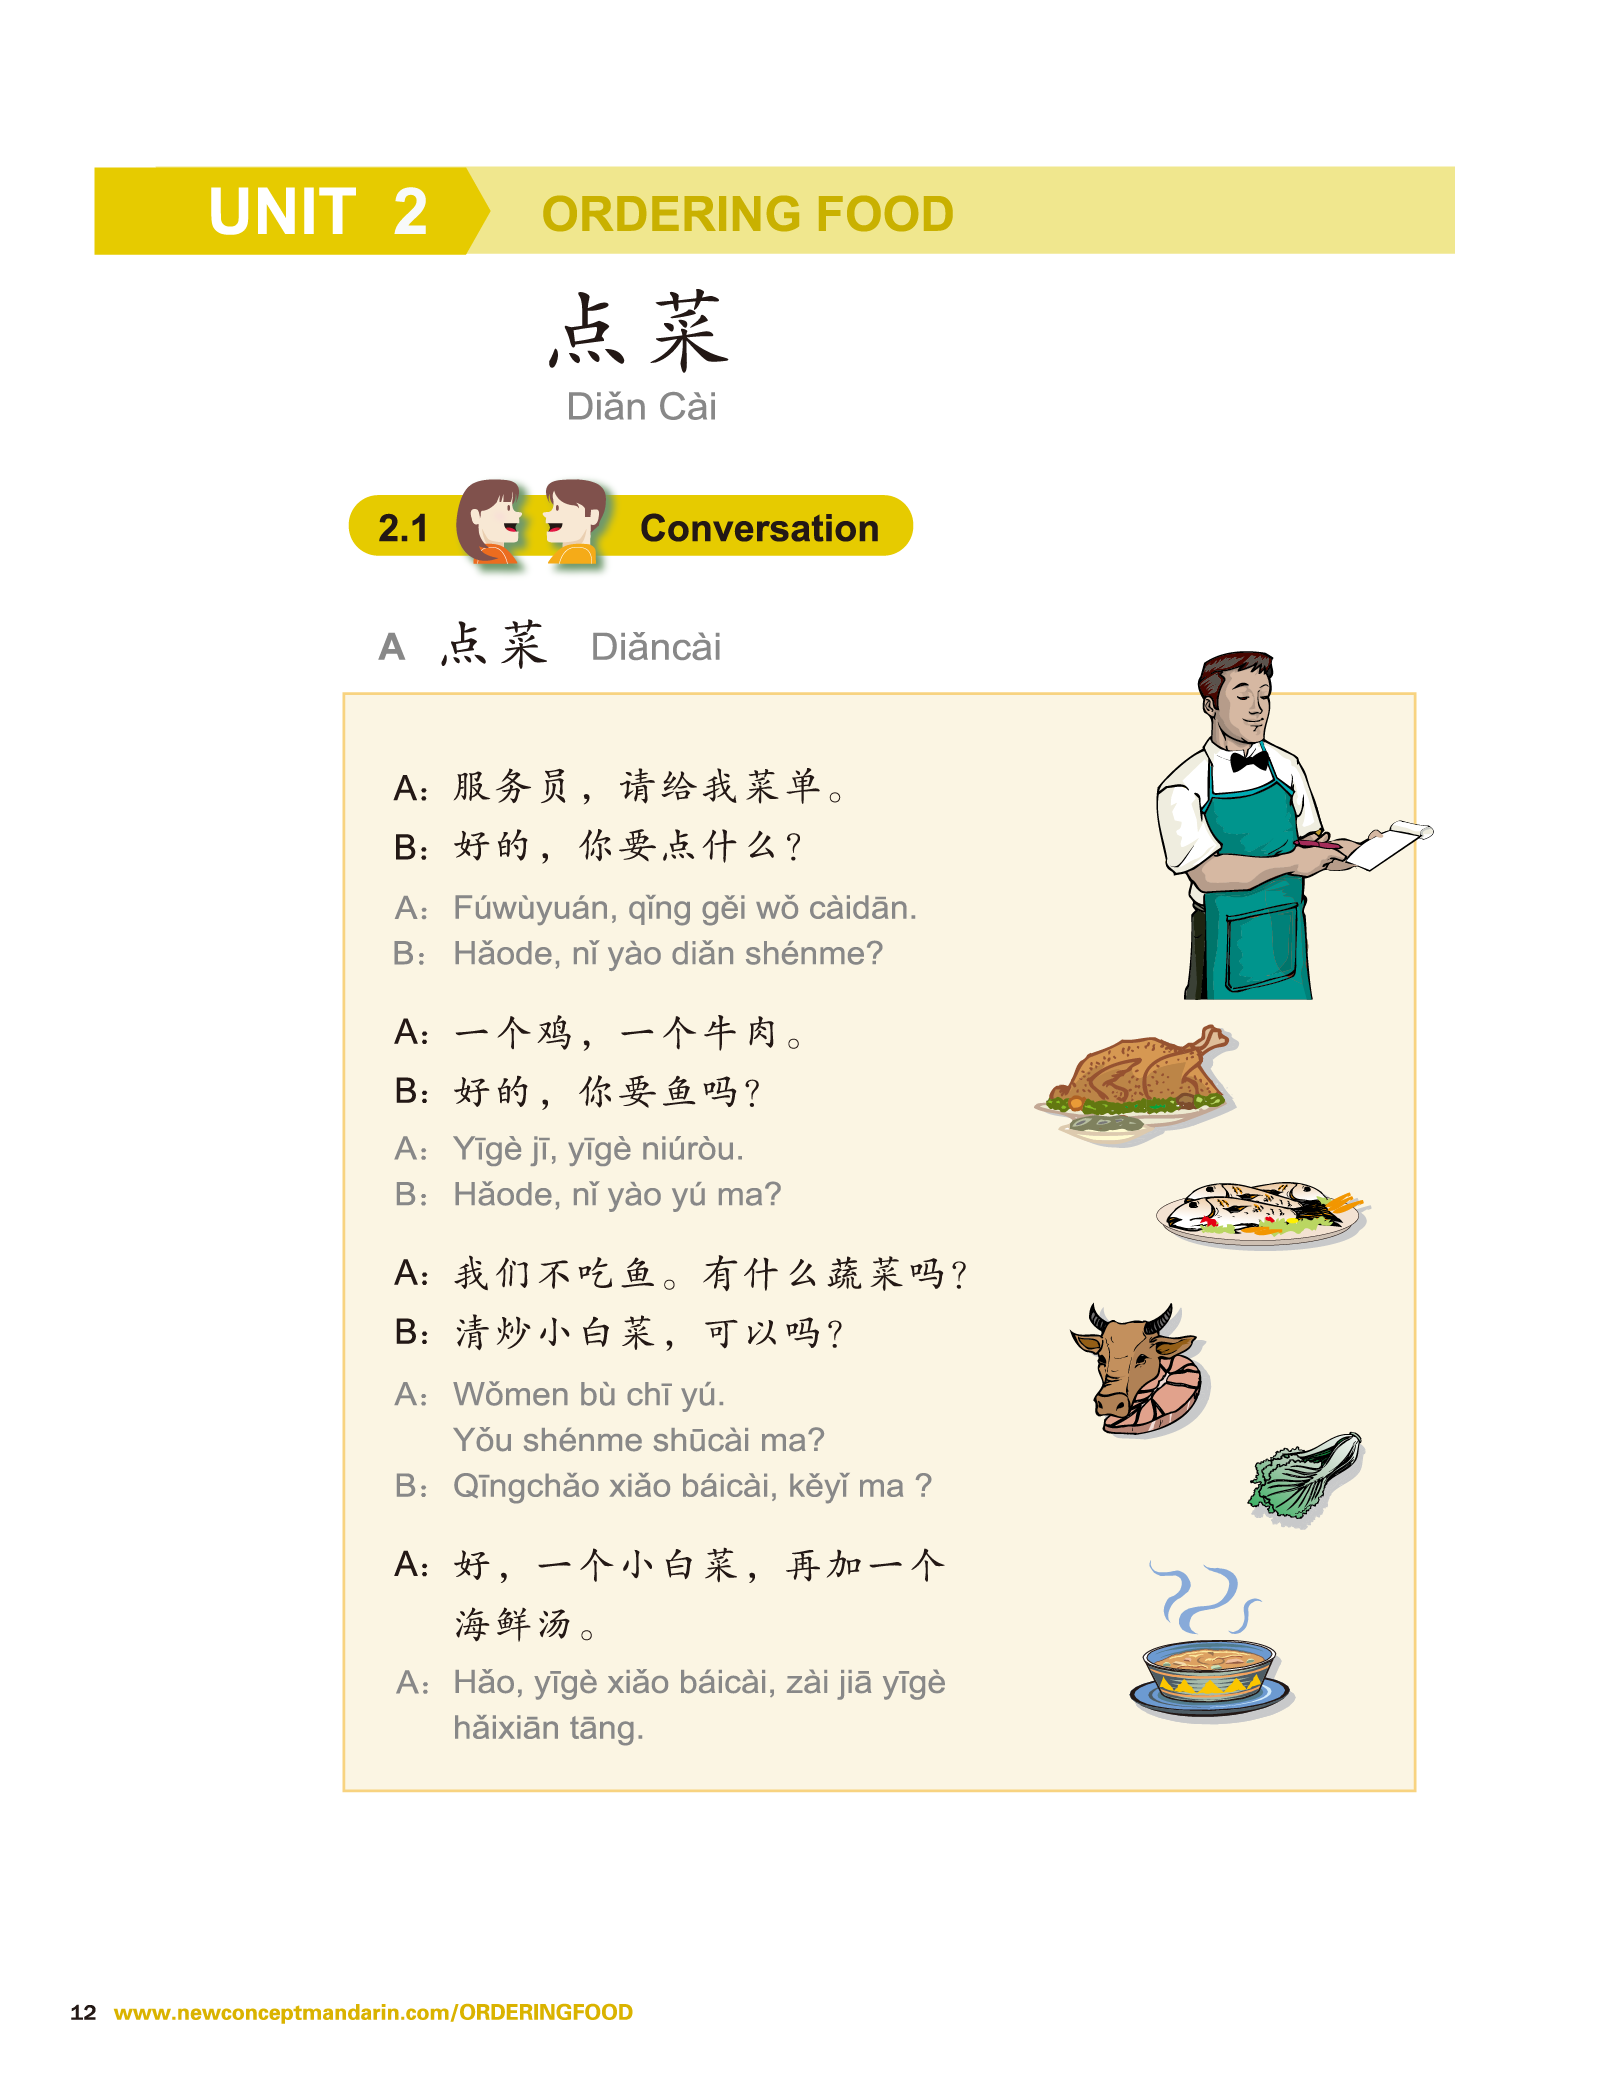 UNIT 2
ORDERING FOOD
点菜
Diǎn Cài
2.1 Conversation
A 点菜 Diǎncài
A: 服务员，请给我菜单。
B: 好的，你要点什么？
A: Fúwùyuán, qǐng gěi wǒ càidān.
B: Hǎode, nǐ yào diǎn shénme?
A: 一个鸡，一个牛肉。
B: 好的，你要鱼吗？
A: Yīgè jī, yīgè niúròu.
B: Hǎode, nǐ yào yú ma?
A: 我们不吃鱼。有什么蔬菜吗？
B: 清炒小白菜，可以吗？
A: Wǒmen bù chī yú.
Yǒu shénme shūcài ma?
B: Qīngchǎo xiǎo báicài, kěyǐ ma ?
A: 好，一个小白菜，再加一个
海鲜汤。
A: Hǎo, yīgè xiǎo báicài, zài jiā yīgè
hǎixiān tāng.
12 www.newconceptmandarin.com/ORDERINGFOOD